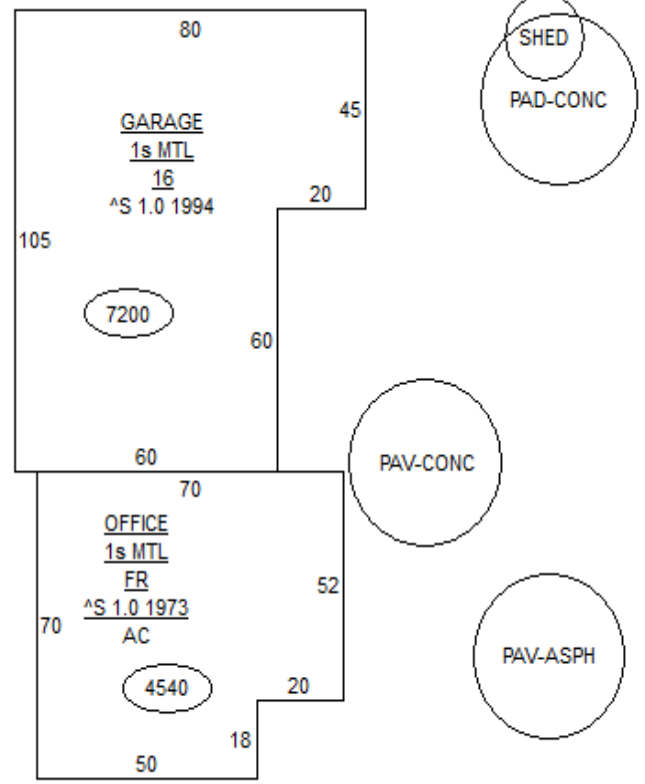 80
SHED
PAD-CONC
45
GARAGE
1s MTL
16
^S 1.0 1994
20
105
7200
60
60
PAV-CONC
70
OFFICE
1s MTL
FR
^S 1.0 1973
AC
52
70
PAV-ASPH
4540
20
18
50